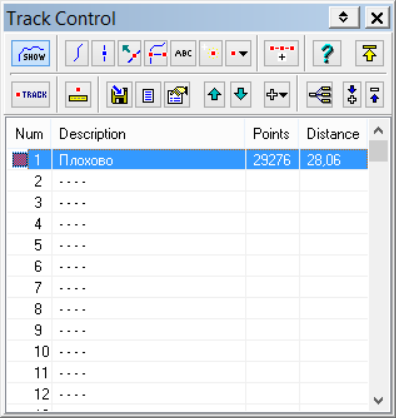 Track Control
SHOW ABC ?
TRACK
Num Description Points Distance
1 Плохово 29276 28,06
2 - - - -
3 - - - -
4 - - - -
5 - - - -
6 - - - -
7 - - - -
8 - - - -
9 - - - -
10 - - - -
11 - - - -
12 - - - -